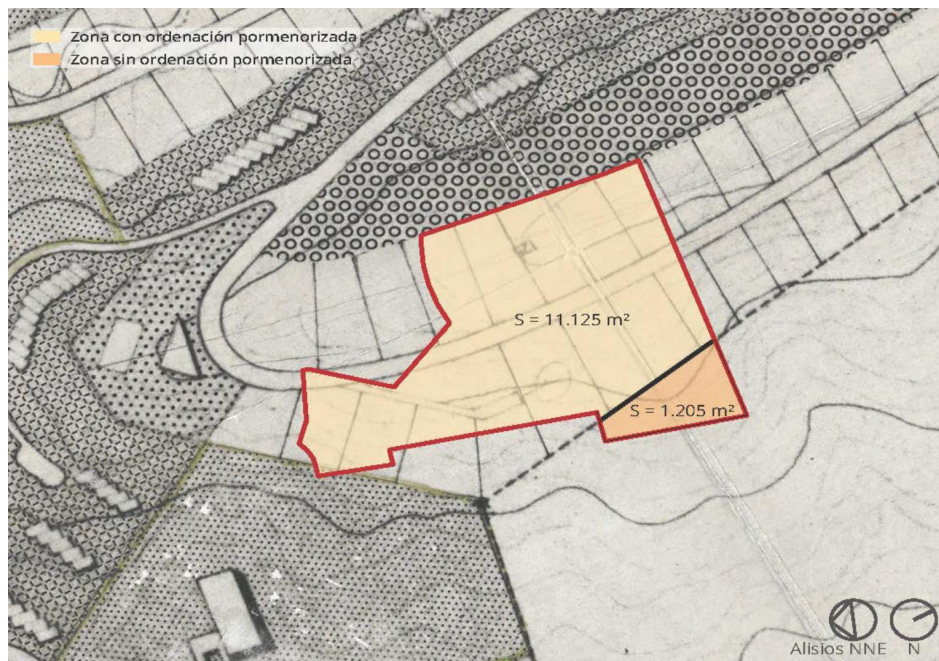 Zona con ordenación pormenorizada
Zona sin ordenación pormenorizada
S = 11.125 m²
S = 1.205 m²
Alisios NNE N